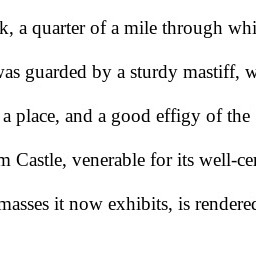 k, a quarter of a mile through whi
was guarded by a sturdy mastiff, w
a place, and a good effigy of the
m Castle, venerable for its well-cer
masses it now exhibits, is rendered